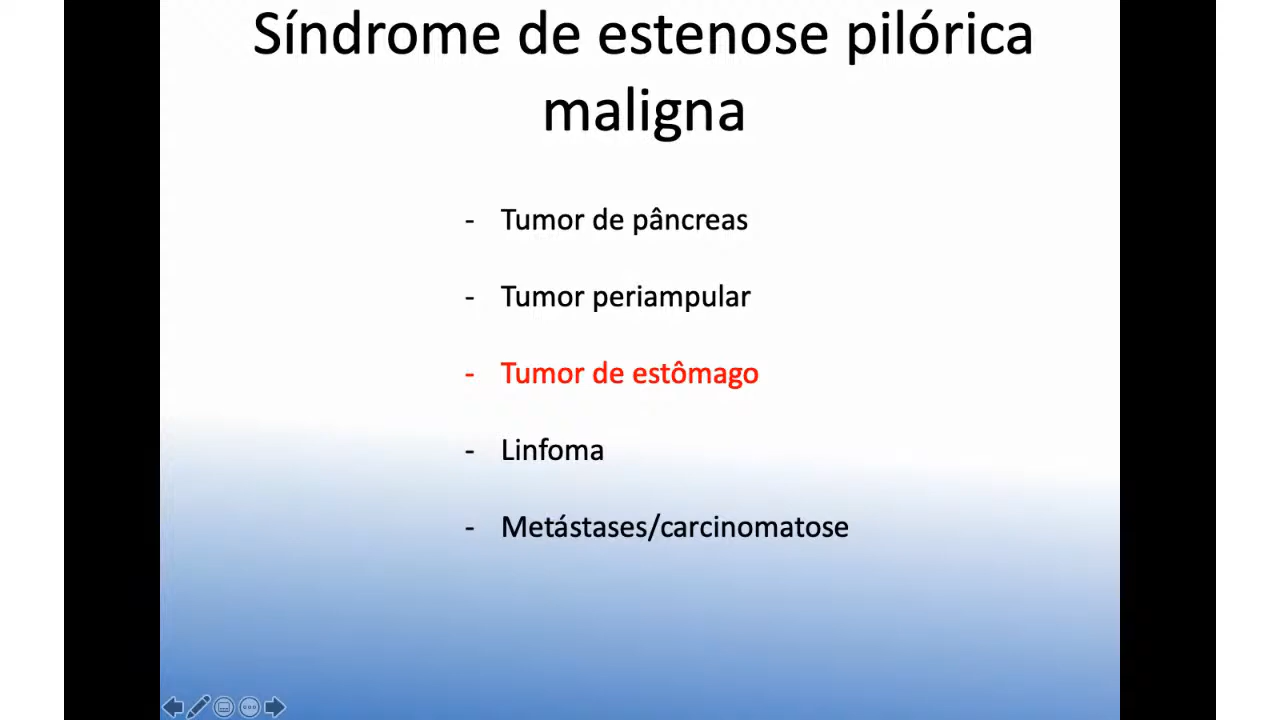 Síndrome de estenose pilórica
maligna
- Tumor de pâncreas
- Tumor periampular
- Tumor de estômago
- Linfoma
- Metástases/carcinomatose